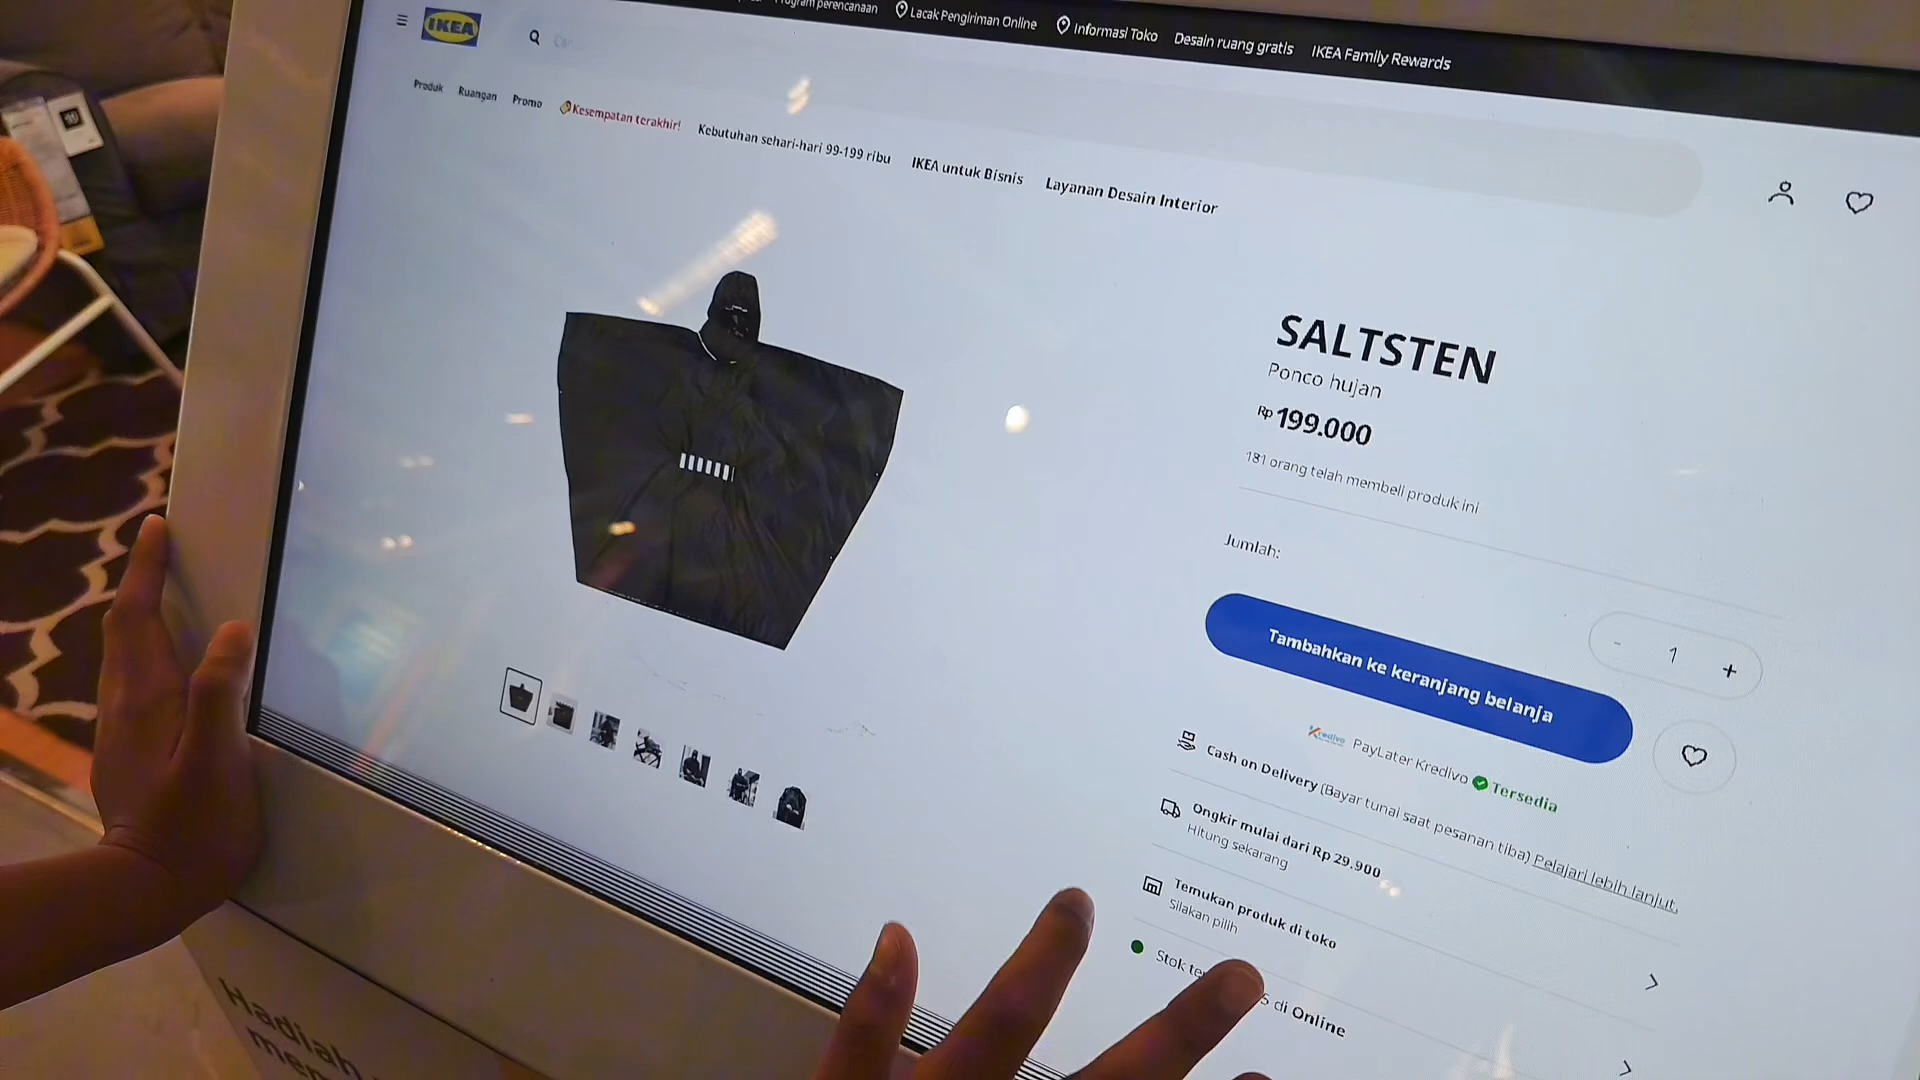 perencanaan
Lacak Pengiriman Online
Informasi Toko
Desain ruang gratis
IKEA Family Rewards
IKEA
Produk
Ruangan
Promo
Kesempatan terakhir!
Kebutuhan sehari-hari 99-199 ribu
IKEA untuk Bisnis
Layanan Desain Interior
SALTSTEN
Ponco hujan
Rp 199.000
181 orang telah membeli produk ini
Jumlah:
- 1 +
Tambahkan ke keranjang belanja
Kredivo PayLater Kredivo Tersedia
Cash on Delivery (Bayar tunai saat pesanan tiba) Pelajari lebih lanjut.
Ongkir mulai dari Rp 29.900
Hitung sekarang
Temukan produk di toko
Silakan pilih
Stok
di Online
Hadiah